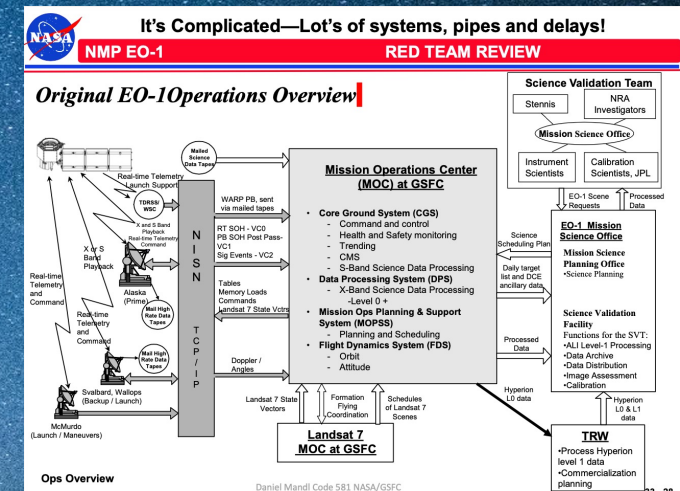 It's Complicated—Lot's of systems, pipes and delays!
NASA
NMP EO-1
RED TEAM REVIEW
Original EO-1Operations Overview
Science Validation Team
Stennis
NRA
Investigators
Mission Science Office
Instrument
Scientists
Calibration
Scientists, JPL
EO-1 Scene
Requests
Processed
Data
Mailed
Science
Data Tapes
Real-time Telemetry
Launch Support
TDRSS/
WSC
X and S Band
Playback
Real-time Telemetry
Command
X or S
Band
Playback
Real-time
Telemetry
and
Command
Alaska
(Prime)
Mail High
Rate Data
Tapes
Real-time
Telemetry
and
Command
Mail High
Rate Data
Tapes
Svalbard, Wallops
(Backup / Launch)
McMurdo
(Launch / Maneuvers)
N
I
S
N
T
C
P
/
I
P
WARP PB, sent
via mailed tapes
RT SOH - VC0
PB SOH Post Pass-
VC1
Sig Events - VC2
Tables
Memory Loads
Commands
Landsat 7 State Vctrs
Doppler /
Angles
Mission Operations Center
(MOC) at GSFC
• Core Ground System (CGS)
- Command and control
- Health and Safety monitoring
- Trending
- CMS
- S-Band Science Data Processing
• Data Processing System (DPS)
- X-Band Science Data Processing
-Level 0 +
• Mission Ops Planning & Support
System (MOPSS)
- Planning and Scheduling
• Flight Dynamics System (FDS)
- Orbit
- Attitude
Science
Scheduling Plan
Daily target
list and DCE
ancillary data
Processed
Data
EO-1 Mission
Science Office
Mission Science
Planning Office
•Science Planning
Science Validation
Facility
Functions for the SVT:
•ALI Level-1 Processing
•Data Archive
•Data Distribution
•Image Assessment
•Calibration
Landsat 7 State
Vectors
Formation
Flying
Coordination
Schedules
of Landsat 7
Scenes
Hyperion
L0 data
Hyperion
L0 & L1
data
Landsat 7
MOC at GSFC
TRW
•Process Hyperion
level 1 data
•Commercialization
planning
Ops Overview
Daniel Mandl Code 581 NASA/GSFC